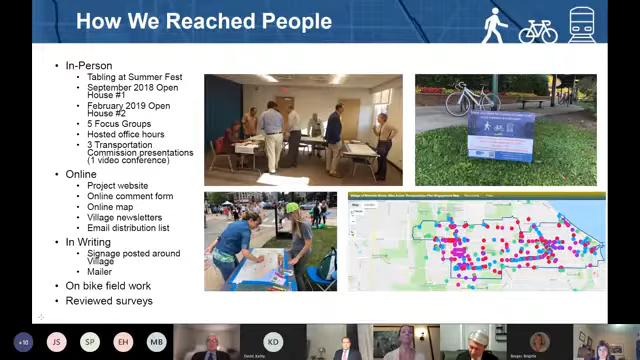 How We Reached People
• In-Person
• Tabling at Summer Fest
• September 2018 Open
House #1
• February 2019 Open
House #2
• 5 Focus Groups
• Hosted office hours
• 3 Transportation
Commission presentations
(1 video conference)
• Online
• Project website
• Online comment form
• Online map
• Village newsletters
• Email distribution list
• In Writing
• Signage posted around
Village
• Mailer
• On bike field work
• Reviewed surveys
+10
JS
SP
EH
MB
KD